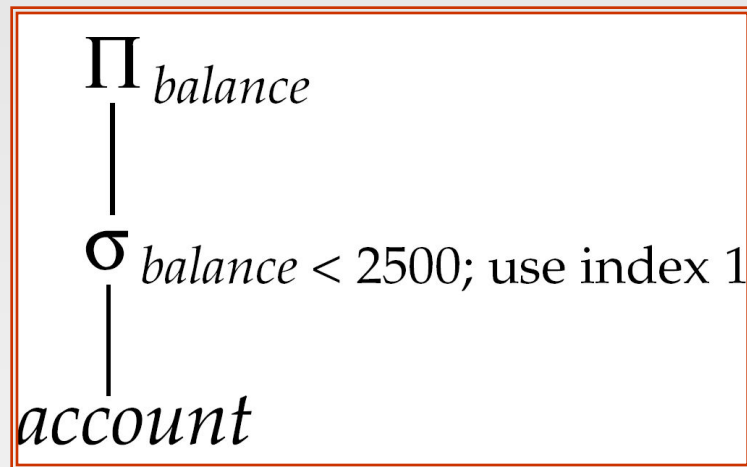 Π balance
σ balance < 2500; use index 1
account